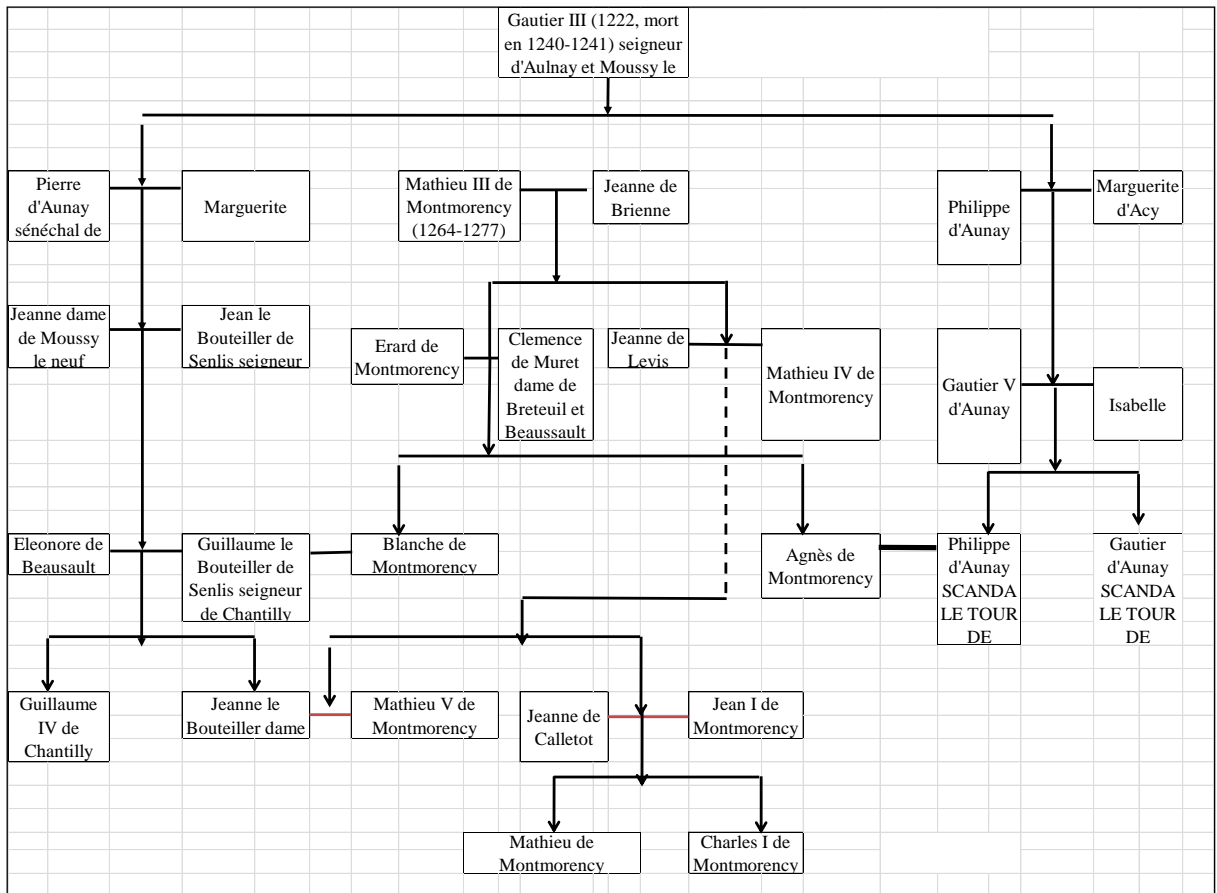 Gautier III (1222, mort
en 1240-1241) seigneur
d'Aulnay et Moussy le
Pierre
d'Aunay
sénéchal de
Marguerite
Mathieu III de
Montmorency
(1264-1277)
Jeanne de
Brienne
Philippe
d'Aunay
Marguerite
d'Acy
Jeanne dame
de Moussy
le neuf
Jean le
Bouteiller de
Senlis seigneur
Erard de
Montmorency
Clemence
de Muret
dame de
Breteuil et
Beaussault
Jeanne de
Levis
Mathieu IV de
Montmorency
Gautier V
d'Aunay
Isabelle
Eleonore de
Beausault
Guillaume le
Bouteiller de
Senlis seigneur
de Chantilly
Blanche de
Montmorency
Agnès de
Montmorency
Philippe
d'Aunay
SCANDA
LE TOUR
DE
Gautier
d'Aunay
SCANDA
LE TOUR
DE
Guillaume
IV de
Chantilly
Jeanne le
Bouteiller dame
Mathieu V de
Montmorency
Jeanne de
Calletot
Jean I de
Montmorency
Mathieu de
Montmorency
Charles I de
Montmorency